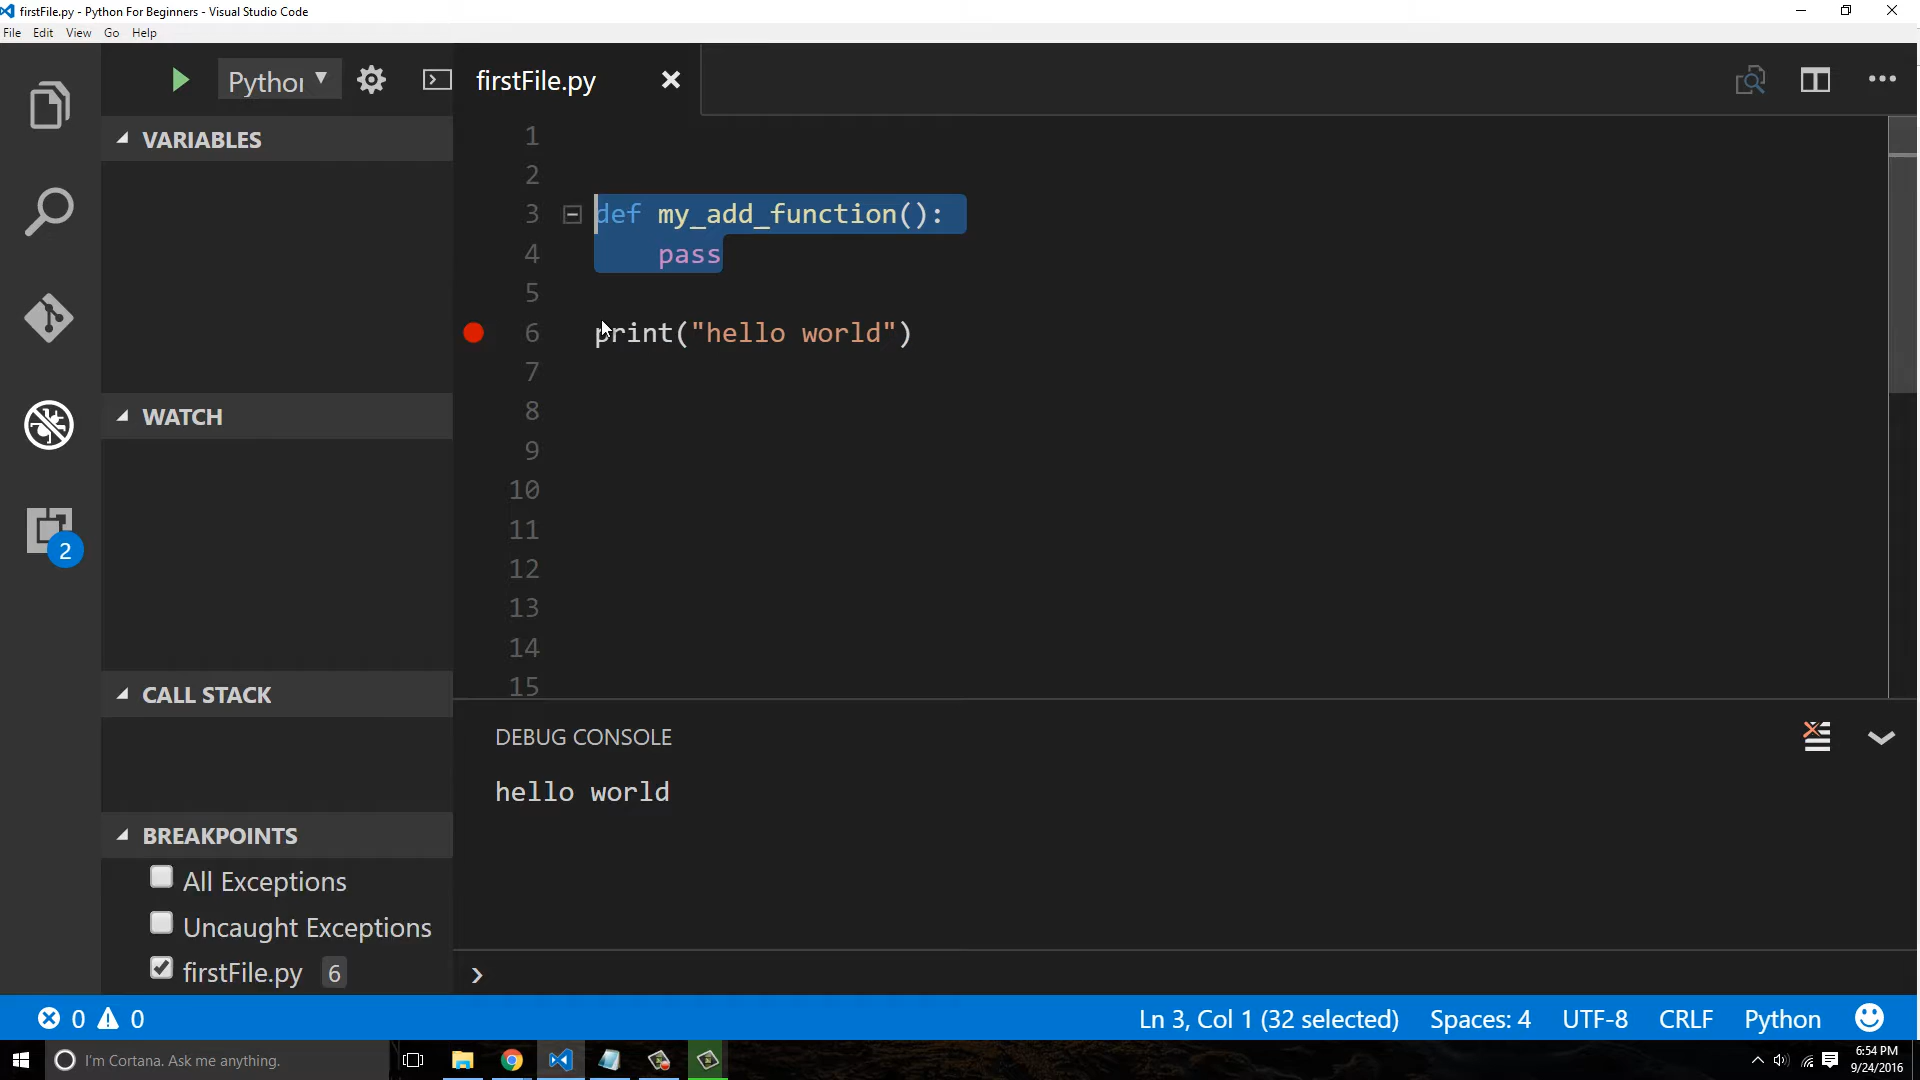 firstFile.py - Python For Beginners - Visual Studio Code
File Edit View Go Help
Python
firstFile.py
VARIABLES
WATCH
CALL STACK
BREAKPOINTS
All Exceptions
Uncaught Exceptions
firstFile.py 6
2
1
2
3 def my_add_function():
4 pass
5
6 print("hello world")
7
8
9
10
11
12
13
14
15
DEBUG CONSOLE
hello world
0 0
Ln 3, Col 1 (32 selected) Spaces: 4 UTF-8 CRLF Python
I'm Cortana. Ask me anything.
6:54 PM
9/24/2016